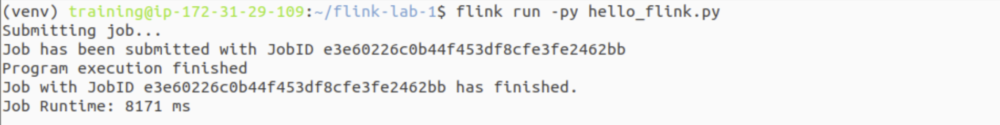 (venv) training@ip-172-31-29-109:~/flink-lab-1$ flink run -py hello_flink.py
Submitting job...
Job has been submitted with JobID e3e60226c0b44f453df8cfe3fe2462bb
Program execution finished
Job with JobID e3e60226c0b44f453df8cfe3fe2462bb has finished.
Job Runtime: 8171 ms